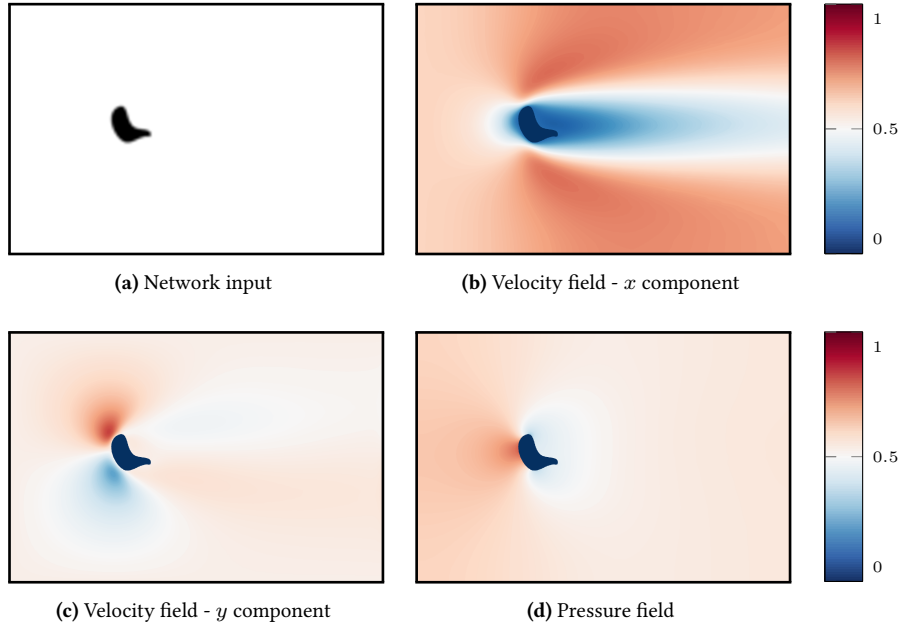 1
0.5
0
(a) Network input
(b) Velocity field - x component
1
0.5
0
(c) Velocity field - y component
(d) Pressure field